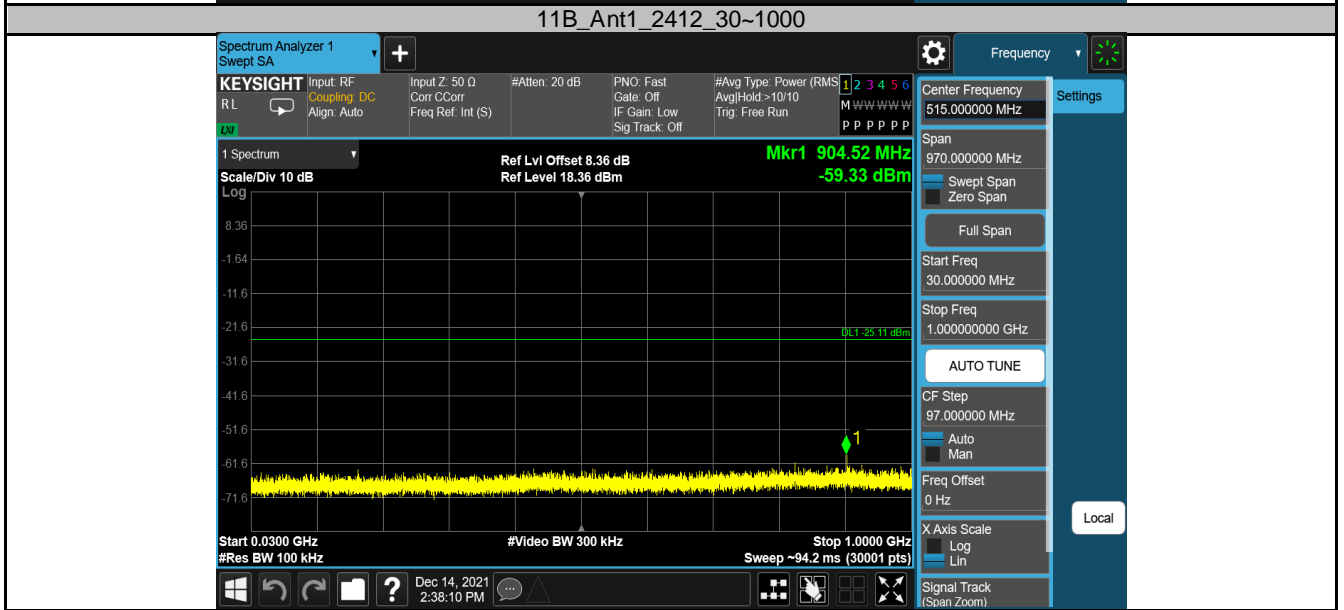 11B_Ant1_2412_30~1000
Spectrum Analyzer 1
Swept SA
+
Frequency
KEYSIGHT
R L
LXI
Input: RF
Coupling: DC
Align: Auto
Input Z: 50 Ω
Corr CCorr
Freq Ref: Int (S)
#Atten: 20 dB
PNO: Fast
Gate: Off
IF Gain: Low
Sig Track: Off
#Avg Type: Power (RMS
Avg|Hold:>10/10
Trig: Free Run
1 2 3 4 5 6
M W W W W W
P P P P P P
1 Spectrum
Scale/Div 10 dB
Log
Ref Lvl Offset 8.36 dB
Ref Level 18.36 dBm
Mkr1 904.52 MHz
-59.33 dBm
8.36
-1.64
-11.6
-21.6
-31.6
-41.6
-51.6
-61.6
-71.6
DL1 -25.11 dBm
1
Start 0.0300 GHz
#Res BW 100 kHz
#Video BW 300 kHz
Stop 1.0000 GHz
Sweep ~94.2 ms (30001 pts)
Center Frequency
515.000000 MHz
Settings
Span
970.000000 MHz
Swept Span
Zero Span
Full Span
Start Freq
30.000000 MHz
Stop Freq
1.000000000 GHz
AUTO TUNE
CF Step
97.000000 MHz
Auto
Man
Freq Offset
0 Hz
X Axis Scale
Log
Lin
Signal Track
(Span Zoom)
Local
?
Dec 14, 2021
2:38:10 PM